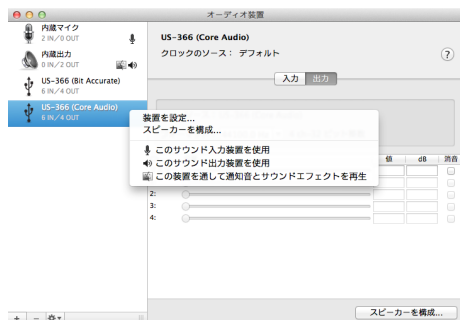 オーディオ装置
内蔵マイク
2 IN/0 OUT
内蔵出力
0 IN/2 OUT
US-366 (Bit Accurate)
6 IN/4 OUT
US-366 (Core Audio)
6 IN/4 OUT
US-366 (Core Audio)
クロックのソース： デフォルト
?
入力 出力
装置を設定...
スピーカーを構成...
このサウンド入力装置を使用
このサウンド出力装置を使用
この装置を通して通知音とサウンドエフェクトを再生
値 dB 消音
2:
3:
4:
スピーカーを構成...